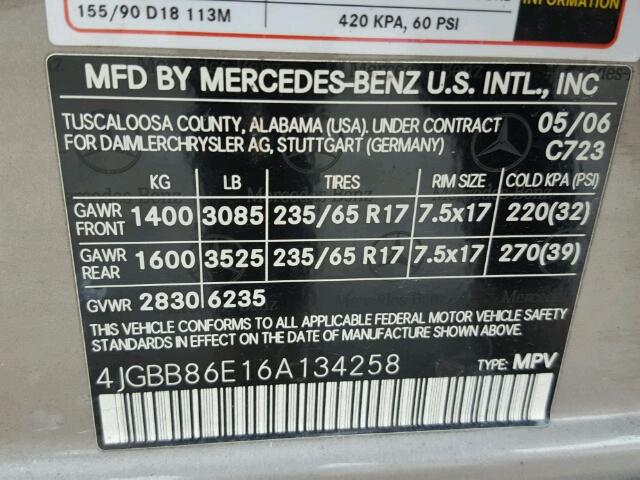 155/90 D18 113M 420 KPA, 60 PSI
INFORMATION
MFD BY MERCEDES-BENZ U.S. INTL., INC
TUSCALOOSA COUNTY, ALABAMA (USA). UNDER CONTRACT 05/06
FOR DAIMLERCHRYSLER AG, STUTTGART (GERMANY) C723
KG LB TIRES RIM SIZE COLD KPA (PSI)
GAWR FRONT 1400 3085 235/65 R17 7.5x17 220(32)
GAWR REAR 1600 3525 235/65 R17 7.5x17 270(39)
GVWR 2830 6235
THIS VEHICLE CONFORMS TO ALL APPLICABLE FEDERAL MOTOR VEHICLE SAFETY
STANDARDS IN EFFECT ON THE DATE OF MANUFACTURE SHOWN ABOVE.
4JGBB86E16A134258 TYPE: MPV